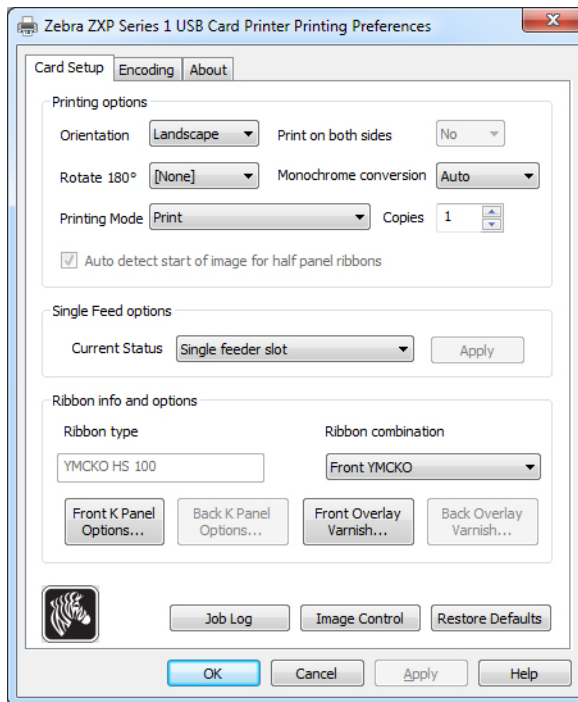 Zebra ZXP Series 1 USB Card Printer Printing Preferences
Card Setup Encoding About
Printing options
Orientation Landscape Print on both sides No
Rotate 180° [None] Monochrome conversion Auto
Printing Mode Print Copies 1
Auto detect start of image for half panel ribbons
Single Feed options
Current Status Single feeder slot Apply
Ribbon info and options
Ribbon type Ribbon combination
YMCKO HS 100 Front YMCKO
Front K Panel Options... Back K Panel Options... Front Overlay Varnish... Back Overlay Varnish...
Job Log Image Control Restore Defaults
OK Cancel Apply Help